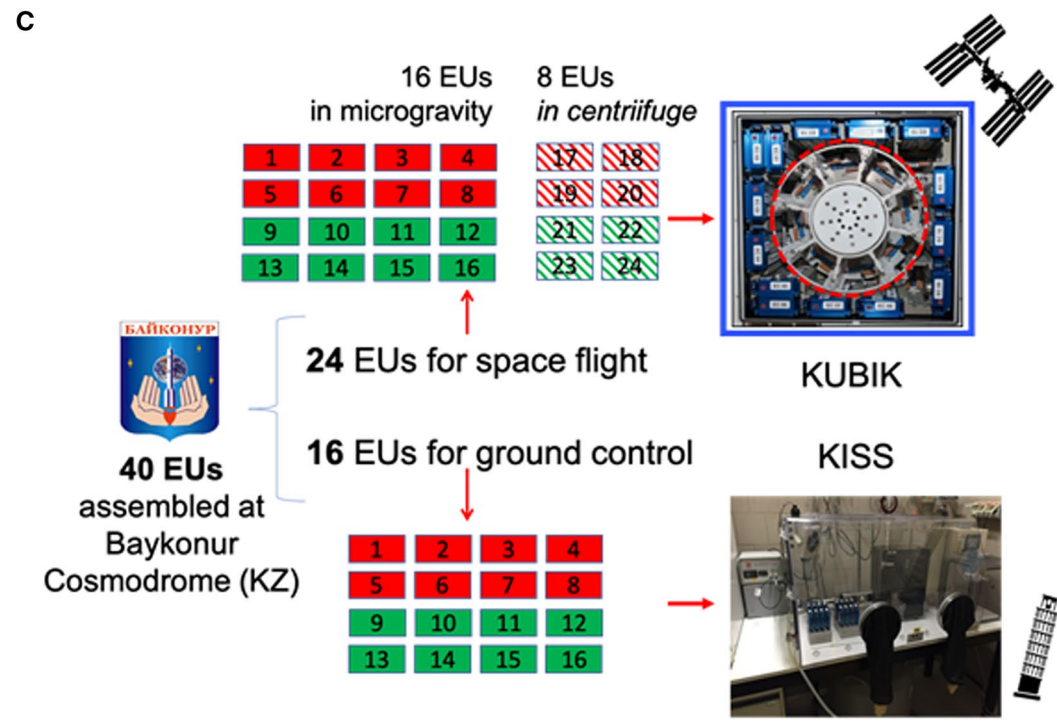 C
16 EUs
in microgravity
8 EUs
in centriifuge
1 2 3 4
5 6 7 8
9 10 11 12
13 14 15 16
17 18
19 20
21 22
23 24
БАЙКОНУР
24 EUs for space flight
KUBIK
16 EUs for ground control
KISS
40 EUs
assembled at
Baykonur
Cosmodrome (KZ)
1 2 3 4
5 6 7 8
9 10 11 12
13 14 15 16